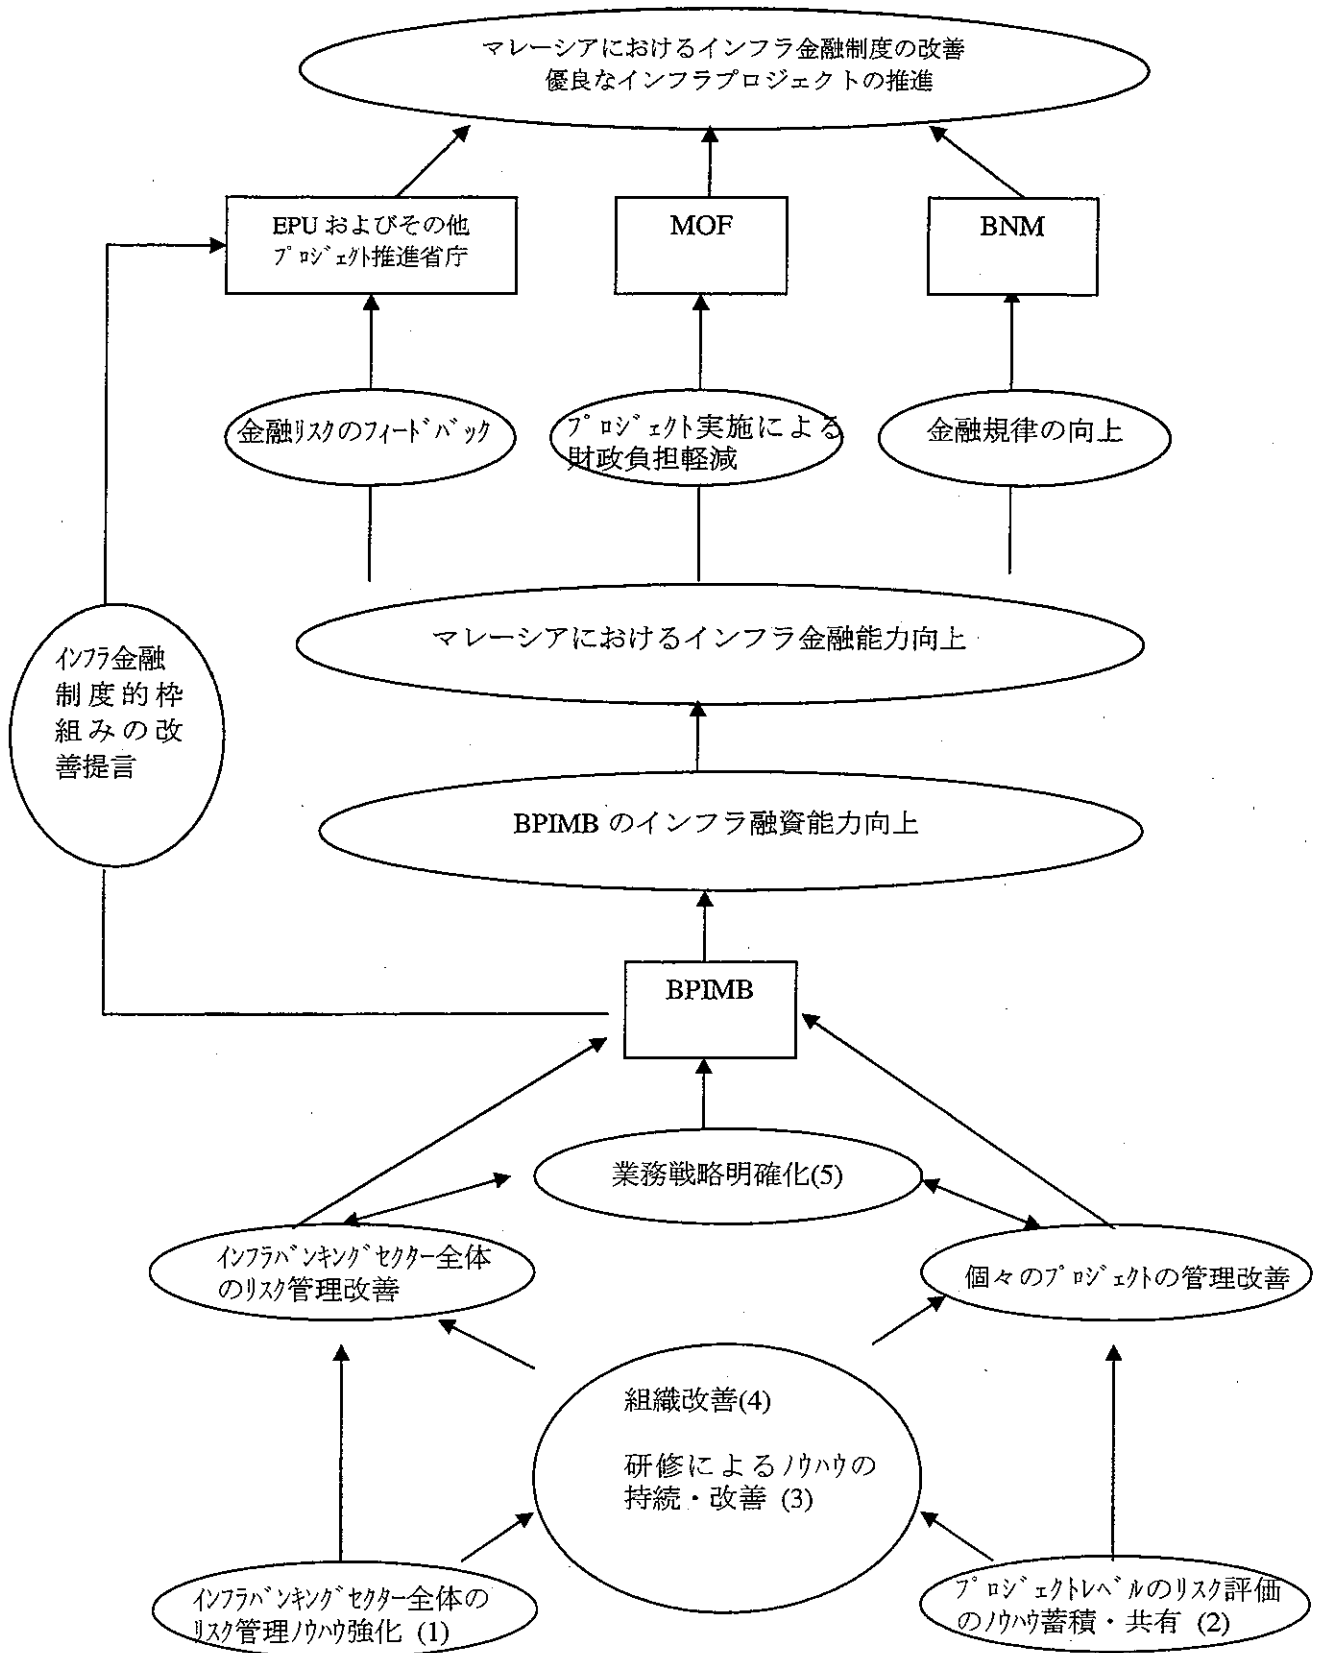 マレーシアにおけるインフラ金融制度の改善
優良なインフラプロジェクトの推進
EPU およびその他
プロジェクト推進省庁
MOF
BNM
金融リスクのフィードバック
プロジェクト実施による
財政負担軽減
金融規律の向上
マレーシアにおけるインフラ金融能力向上
インフラ金融
制度的枠
組みの改
善提言
BPIMB のインフラ融資能力向上
BPIMB
業務戦略明確化(5)
インフラバンキングセクター全体
のリスク管理改善
個々のプロジェクトの管理改善
組織改善(4)
研修によるノウハウの
持続・改善 (3)
インフラバンキングセクター全体の
リスク管理ノウハウ強化 (1)
プロジェクトレベルのリスク評価
のノウハウ蓄積・共有 (2)